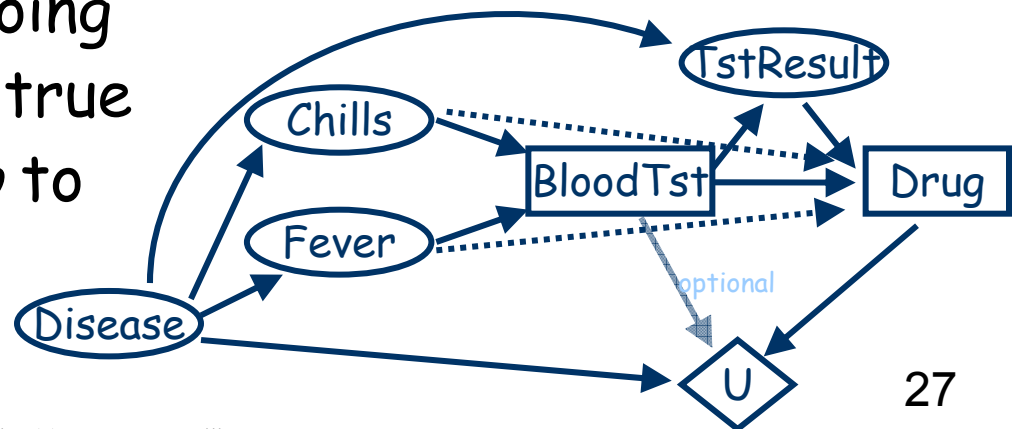 oing
true
to
TstResult
Chills
BloodTst
Drug
Fever
optional
Disease
U
27